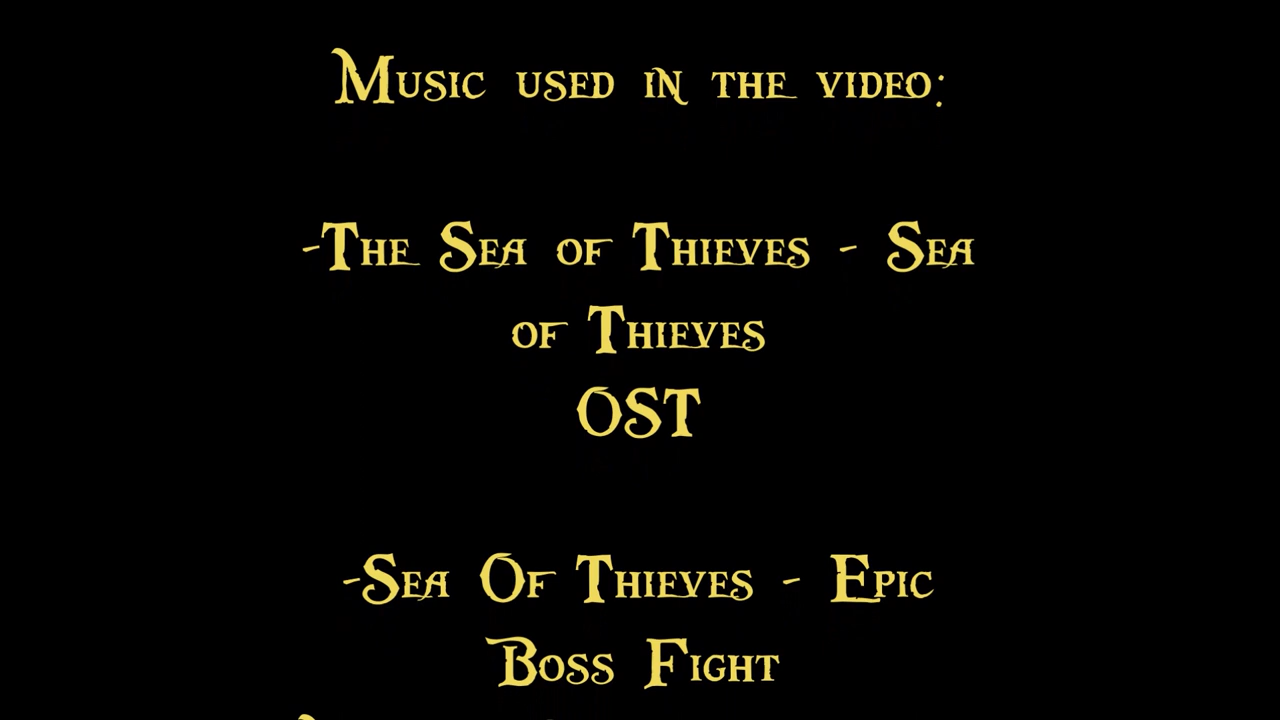 Music used in the video:
-The Sea of Thieves - Sea
of Thieves
OST
-Sea Of Thieves - Epic
Boss Fight